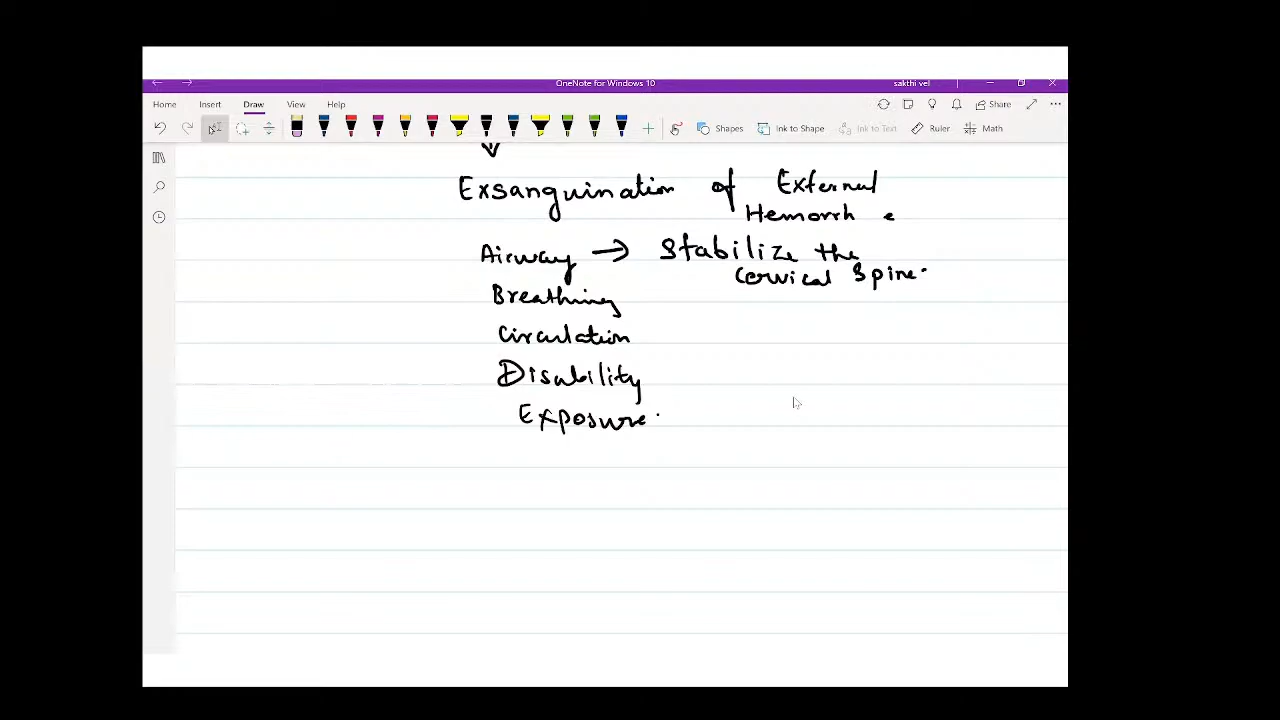 OneNote for Windows 10
sakthi vel
Home Insert Draw View Help
Share
Shapes Ink to Shape Ink to Text Ruler Math
Exsanguination of External
Hemorrh e
Airway → Stabilize the
Cervical Spine.
Breathing
Circulation
Disability
Exposure.